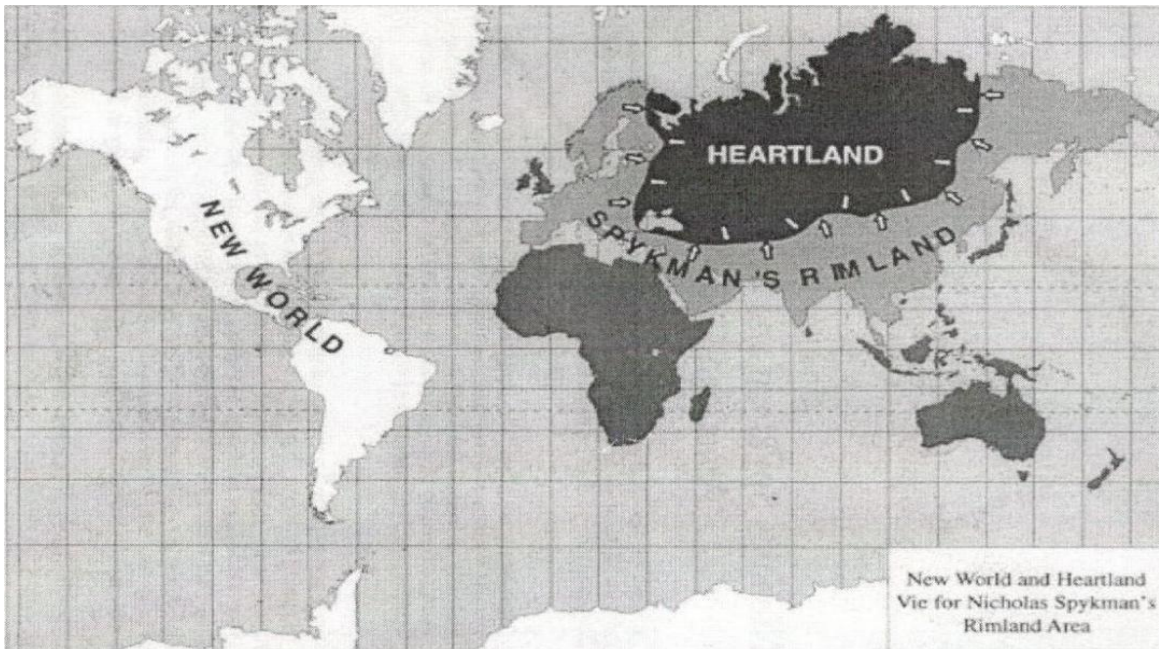 HEARTLAND
NEW WORLD
SPYKMAN'S RIMLAND
New World and Heartland
Vie for Nicholas Spykman's
Rimland Area